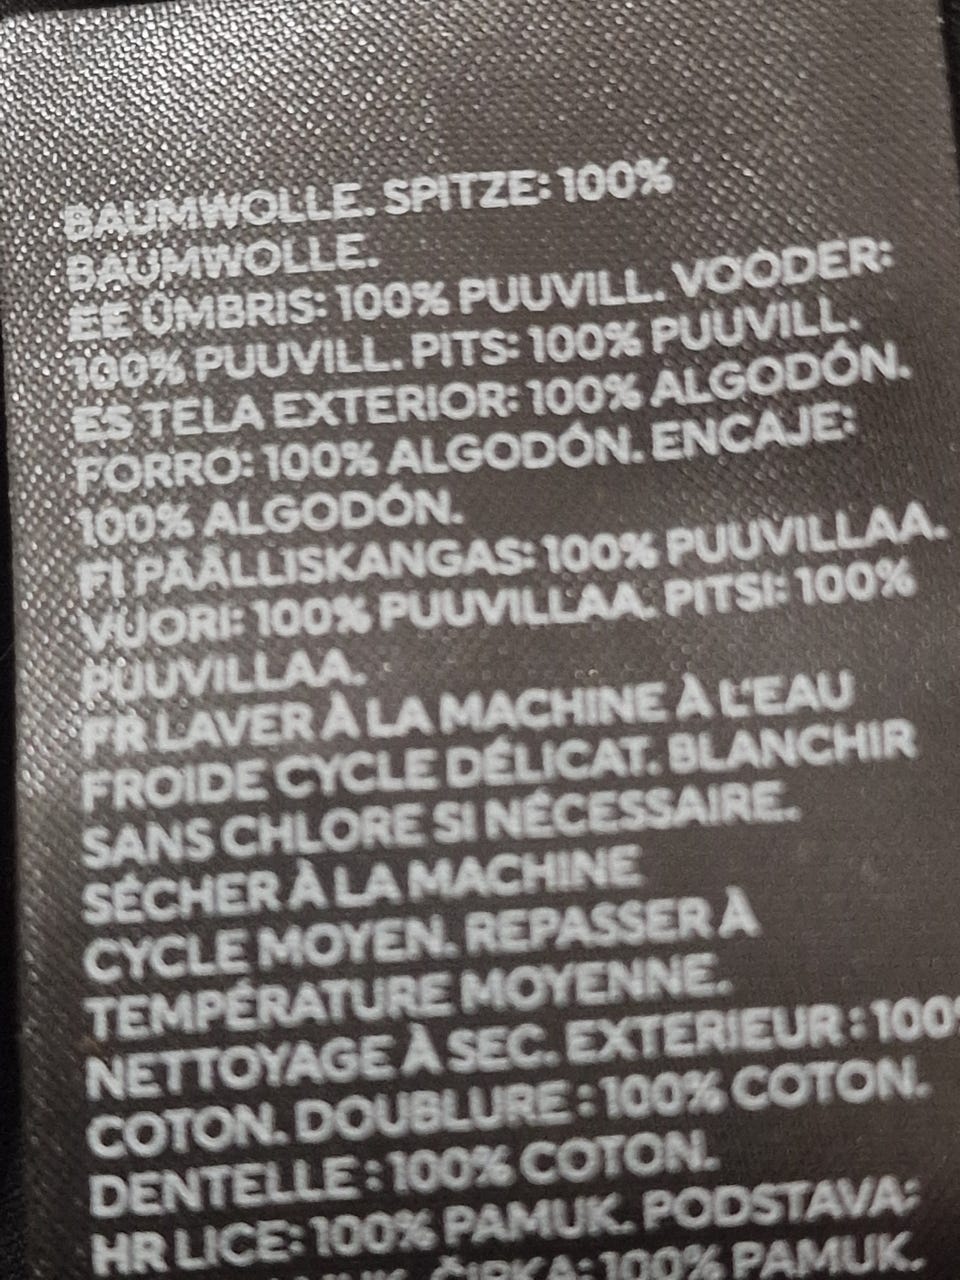 BAUMWOLLE. SPITZE: 100%
BAUMWOLLE.
EE ÜMBRIS: 100% PUUVILL. VOODER:
100% PUUVILL. PITS: 100% PUUVILL.
ES TELA EXTERIOR: 100% ALGODÓN.
FORRO: 100% ALGODÓN. ENCAJE:
100% ALGODÓN.
FI PÄÄLLISKANGAS: 100% PUUVILLAA.
VUORI: 100% PUUVILLAA. PITSI: 100%
PUUVILLAA.
FR LAVER À LA MACHINE À L'EAU
FROIDE CYCLE DÉLICAT. BLANCHIR
SANS CHLORE SI NÉCESSAIRE.
SÉCHER À LA MACHINE
CYCLE MOYEN. REPASSER À
TEMPÉRATURE MOYENNE.
NETTOYAGE À SEC. EXTERIEUR : 100%
COTON. DOUBLURE : 100% COTON.
DENTELLE : 100% COTON.
HR LICE: 100% PAMUK. PODSTAVA:
ČIPKA: 100% PAMUK.